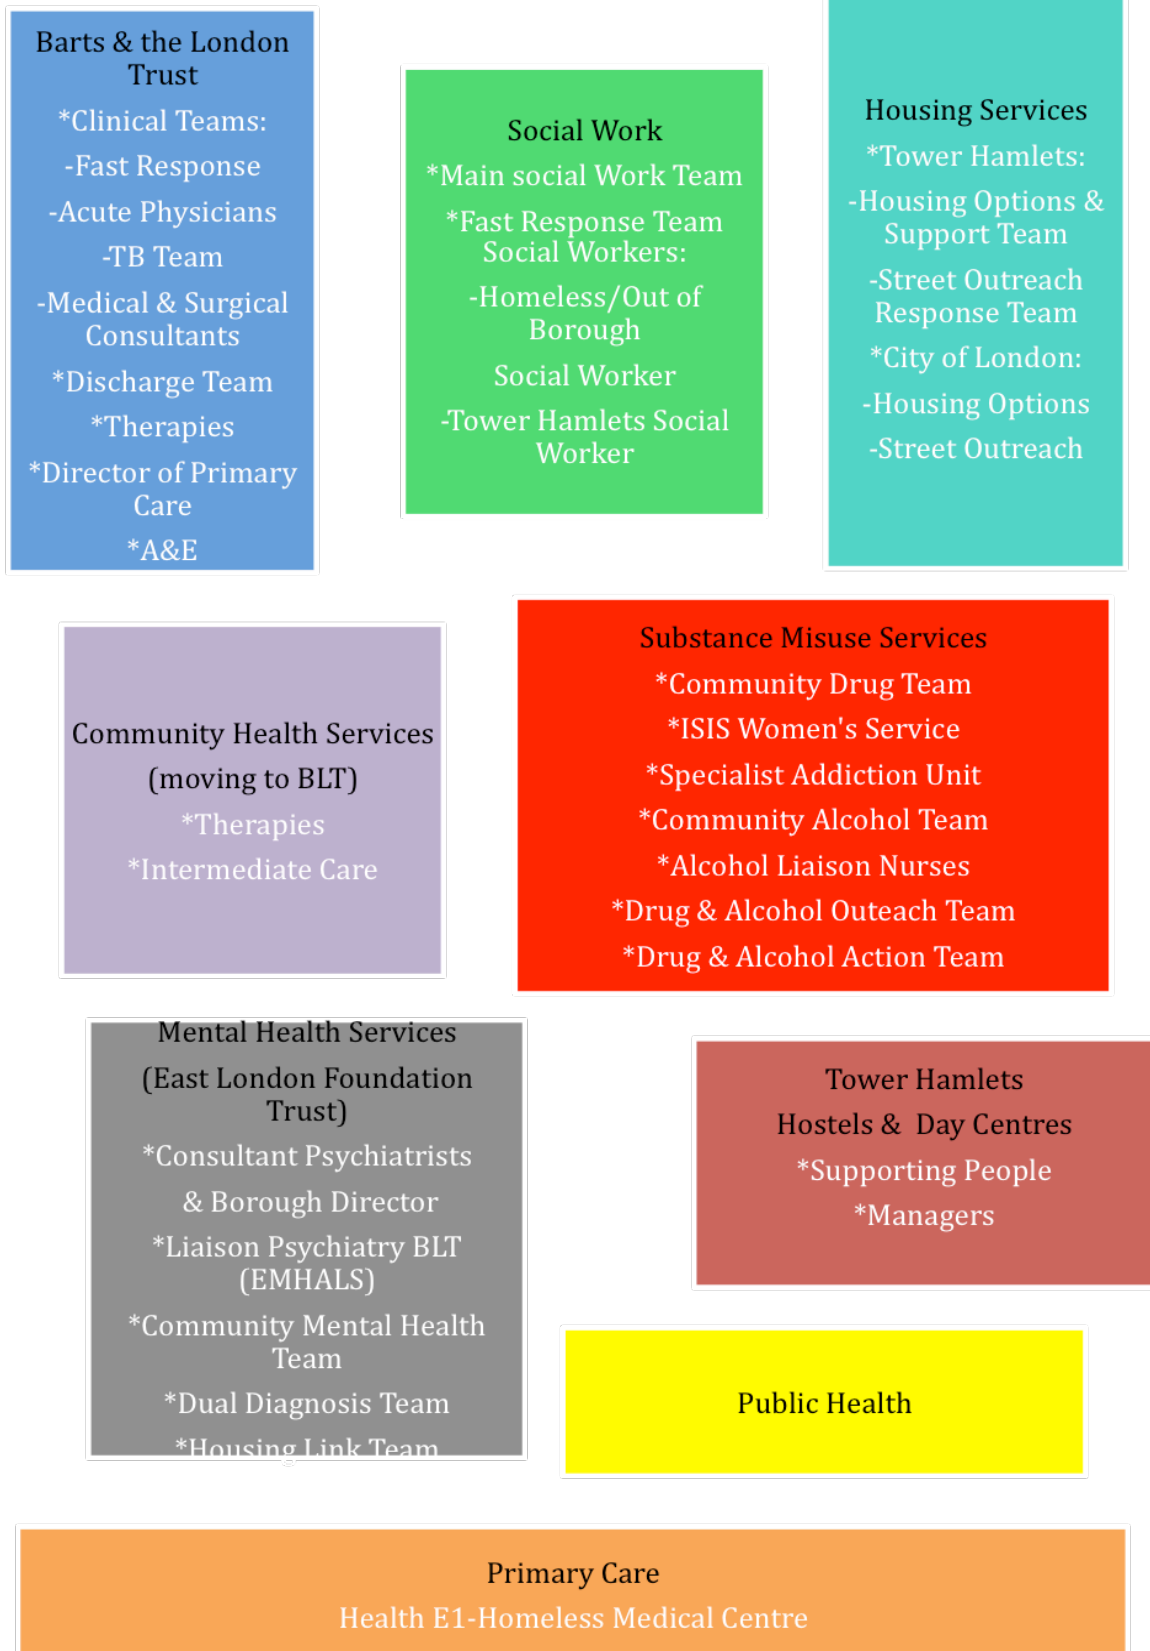 Barts & the London
Trust
*Clinical Teams:
-Fast Response
-Acute Physicians
-TB Team
-Medical & Surgical
Consultants
*Discharge Team
*Therapies
*Director of Primary
Care
*A&E
Social Work
*Main social Work Team
*Fast Response Team
Social Workers:
-Homeless/Out of
Borough
Social Worker
-Tower Hamlets Social
Worker
Housing Services
*Tower Hamlets:
-Housing Options &
Support Team
-Street Outreach
Response Team
*City of London:
-Housing Options
-Street Outreach
Community Health Services
(moving to BLT)
*Therapies
*Intermediate Care
Substance Misuse Services
*Community Drug Team
*ISIS Women's Service
*Specialist Addiction Unit
*Community Alcohol Team
*Alcohol Liaison Nurses
*Drug & Alcohol Outeach Team
*Drug & Alcohol Action Team
Mental Health Services
(East London Foundation
Trust)
*Consultant Psychiatrists
& Borough Director
*Liaison Psychiatry BLT
(EMHALS)
*Community Mental Health
Team
*Dual Diagnosis Team
*Housing Link Team
Tower Hamlets
Hostels &  Day Centres
*Supporting People
*Managers
Public Health
Primary Care
Health E1-Homeless Medical Centre